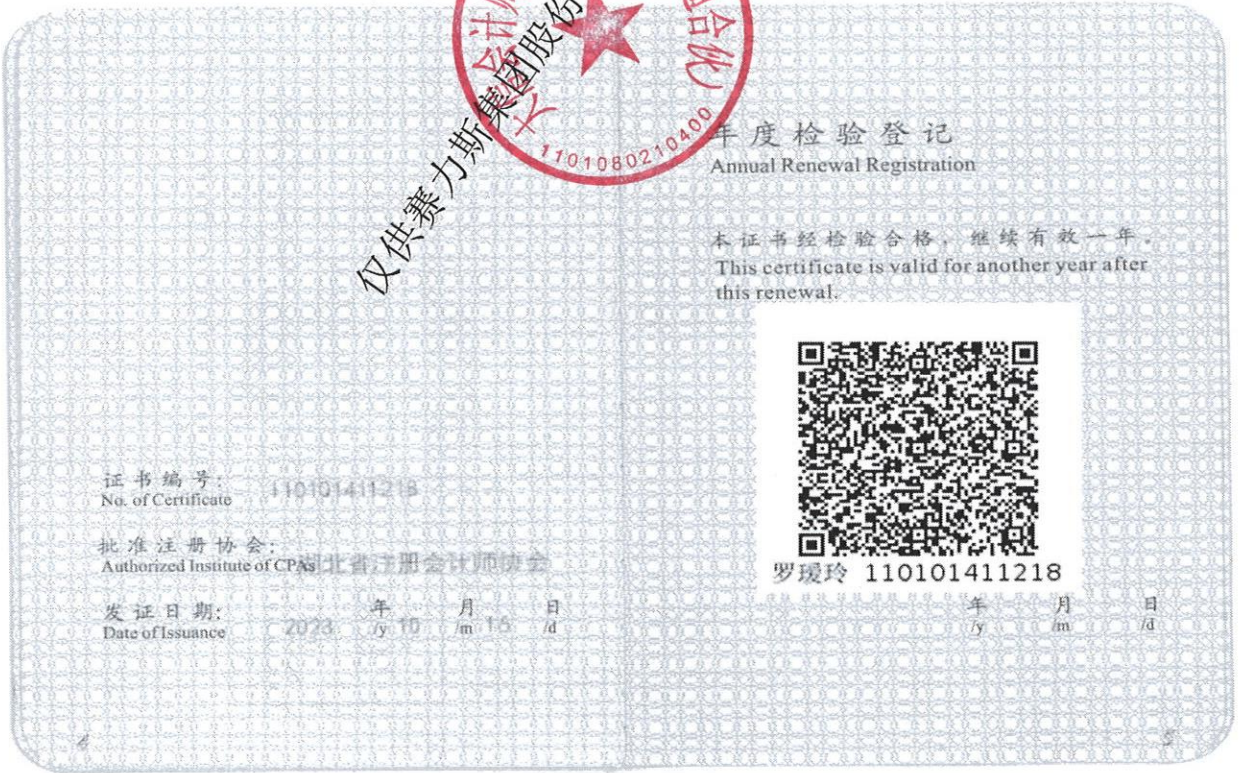 仅供赛力斯集团股份
1101080210400
证书编号:
No. of Certificate
110101411218
批准注册协会:
Authorized Institute of CPAs
湖北省注册会计师协会
发证日期:
Date of Issuance
2023 年 10 月 16 日
/y /m /d
4
年度检验登记
Annual Renewal Registration
本证书经检验合格,继续有效一年。
This certificate is valid for another year after
this renewal.
罗瑷玲 110101411218
年 月 日
/y /m /d
5